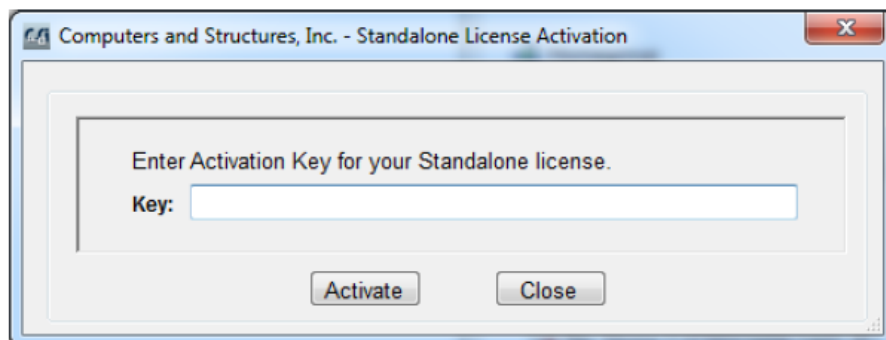 Computers and Structures, Inc. - Standalone License Activation
Enter Activation Key for your Standalone license.
Key:
Activate Close